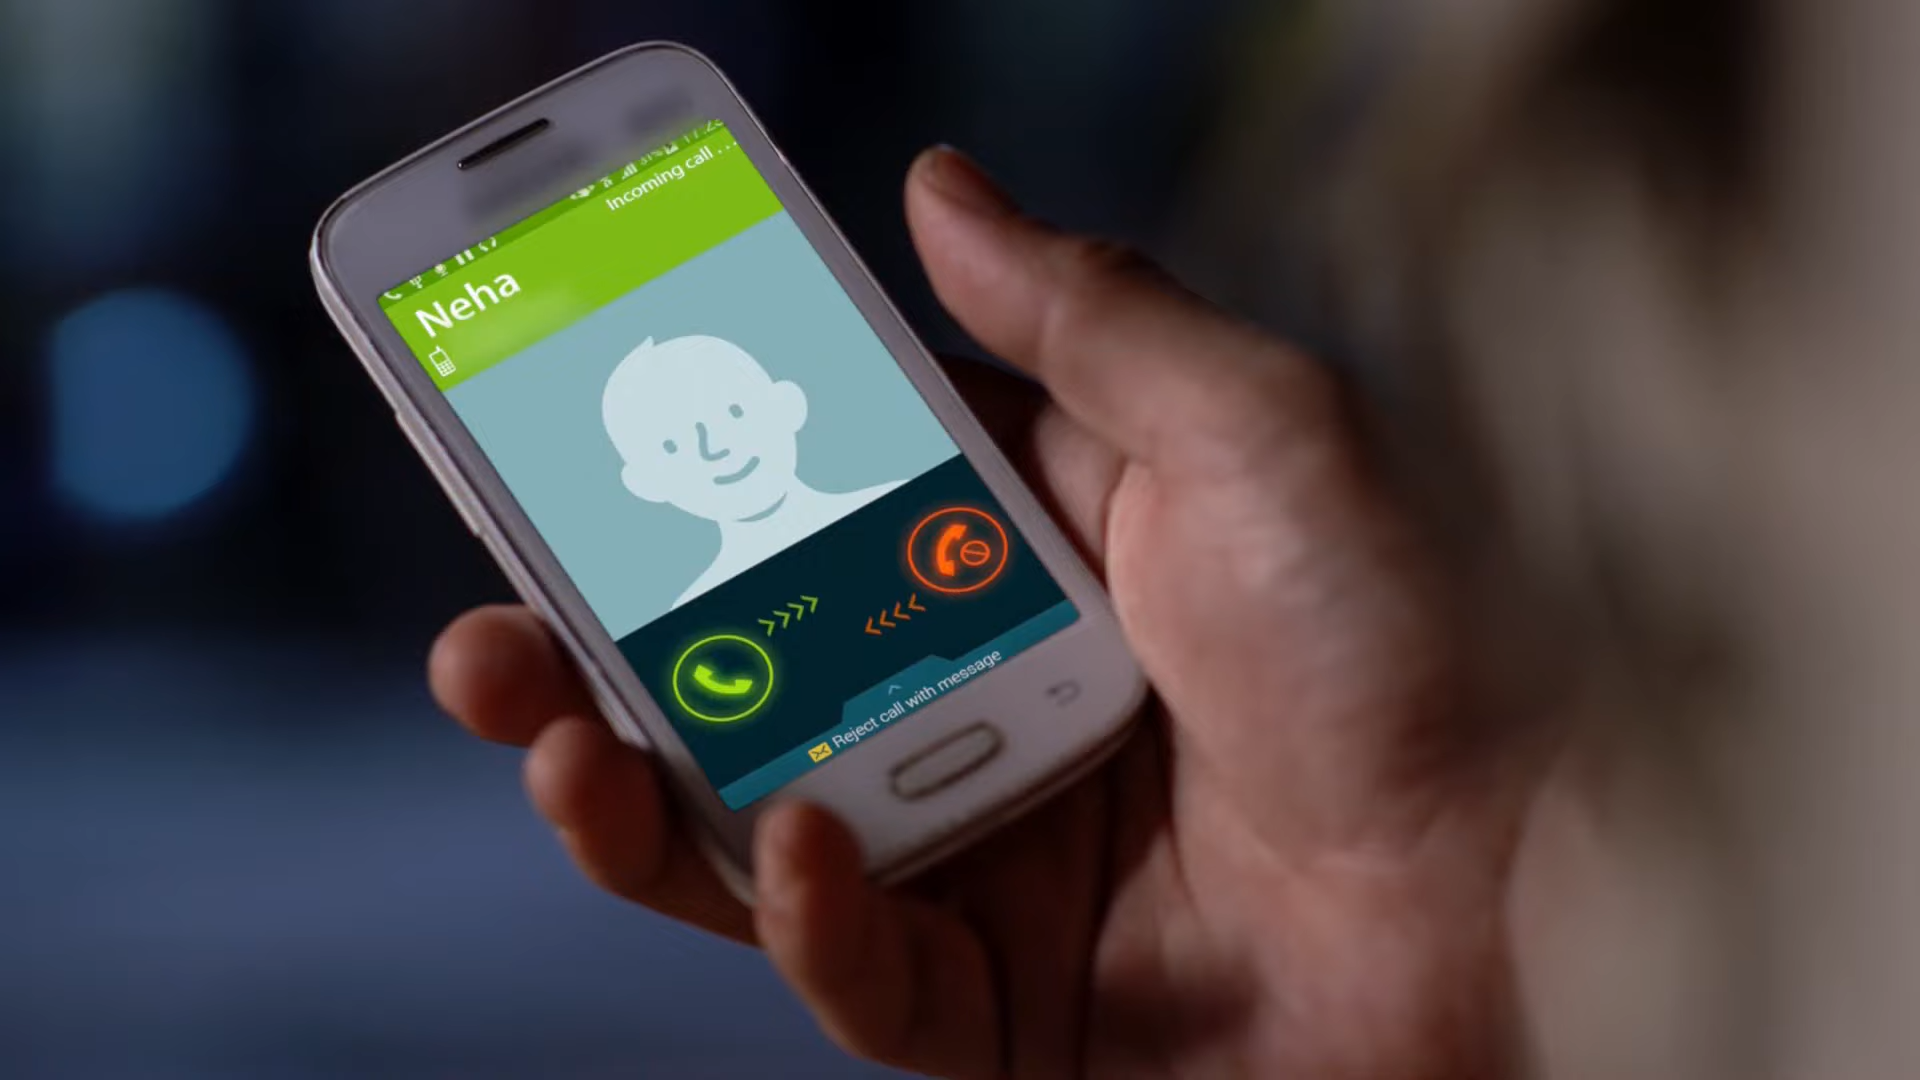 Incoming call ...
Neha
Reject call with message